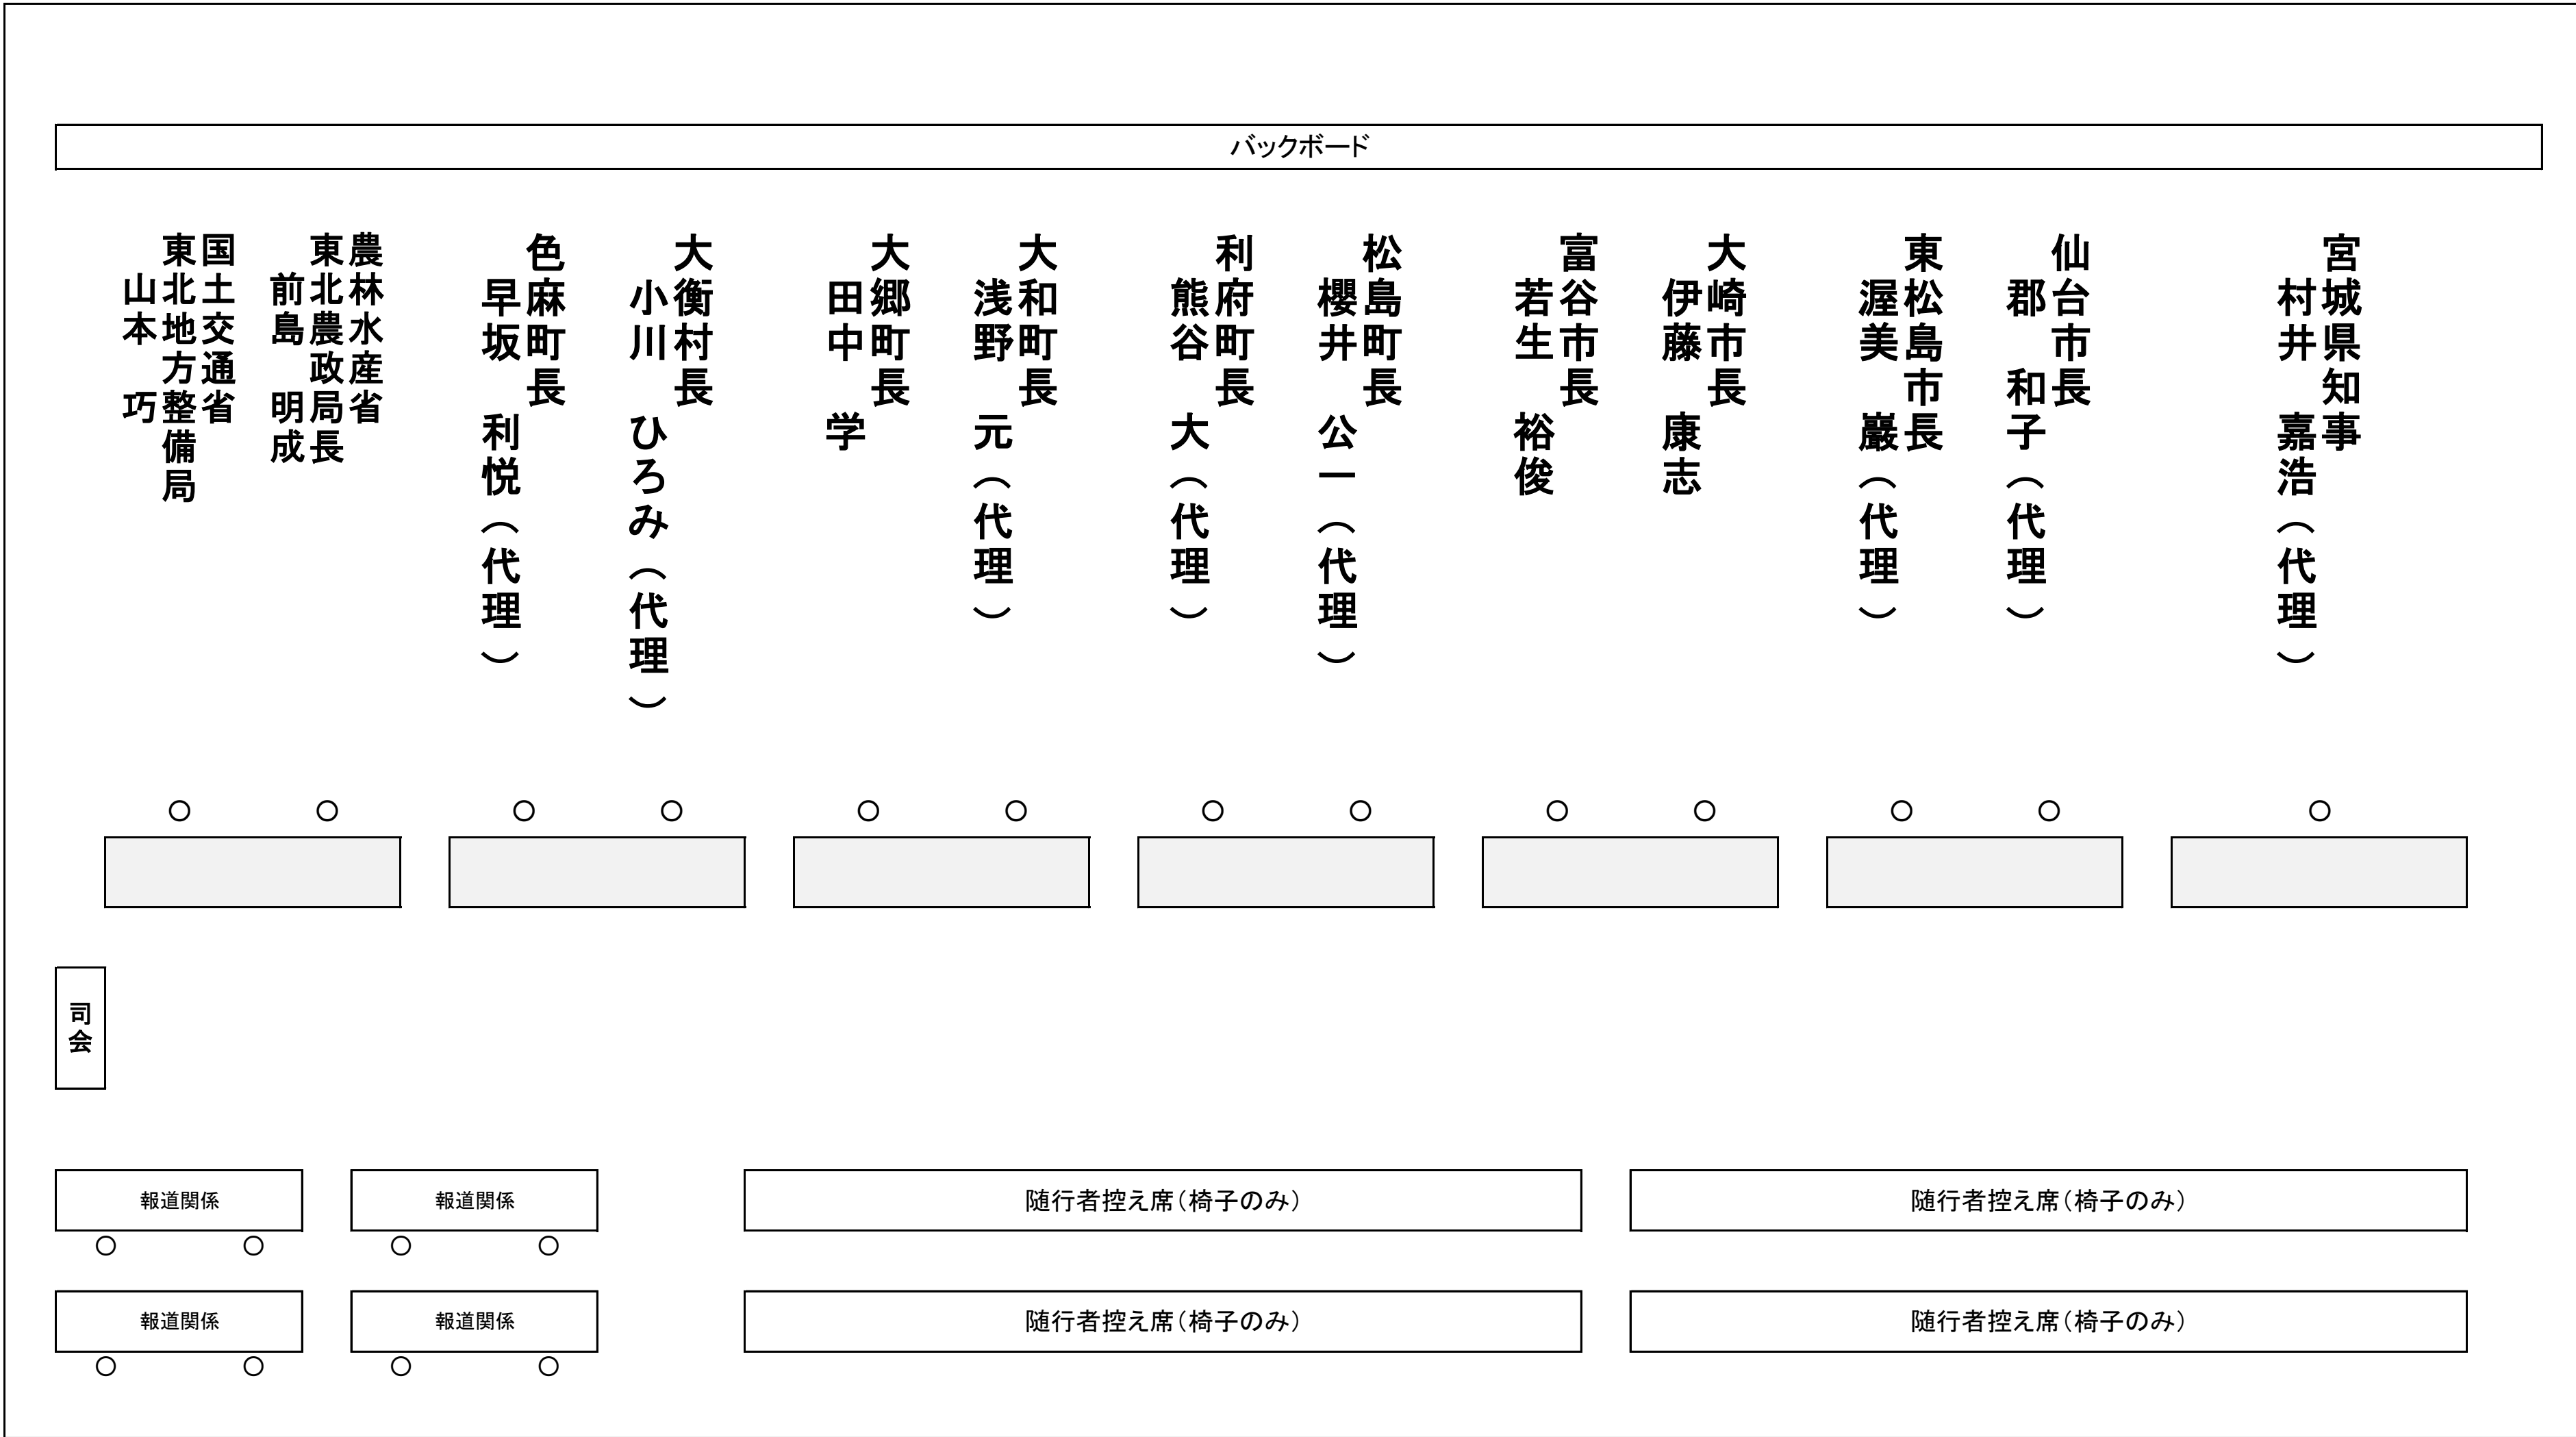 バックボード
宮城県知事
村井　嘉浩（代理）
仙台市長
郡　和子（代理）
東松島市長
渥美　巖（代理）
大崎市長
伊藤　康志
富谷市長
若生　裕俊
松島町長
櫻井　公一（代理）
利府町長
熊谷　大（代理）
大和町長
浅野　元（代理）
大郷町長
田中　学
大衡村長
小川　ひろみ（代理）
色麻町長
早坂　利悦（代理）
農林水産省
東北農政局長
前島　明成
国土交通省
東北地方整備局
山本　巧
司会
報道関係
報道関係
随行者控え席（椅子のみ）
随行者控え席（椅子のみ）
報道関係
報道関係
随行者控え席（椅子のみ）
随行者控え席（椅子のみ）